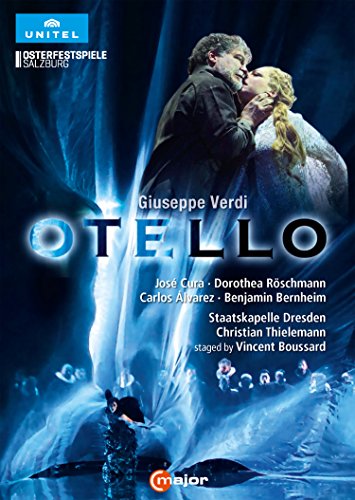 UNITEL
OSTERFESTSPIELE
SALZBURG
Giuseppe Verdi
OTELLO
José Cura · Dorothea Röschmann
Carlos Álvarez · Benjamin Bernheim
Staatskapelle Dresden
Christian Thielemann
staged by Vincent Boussard
C major